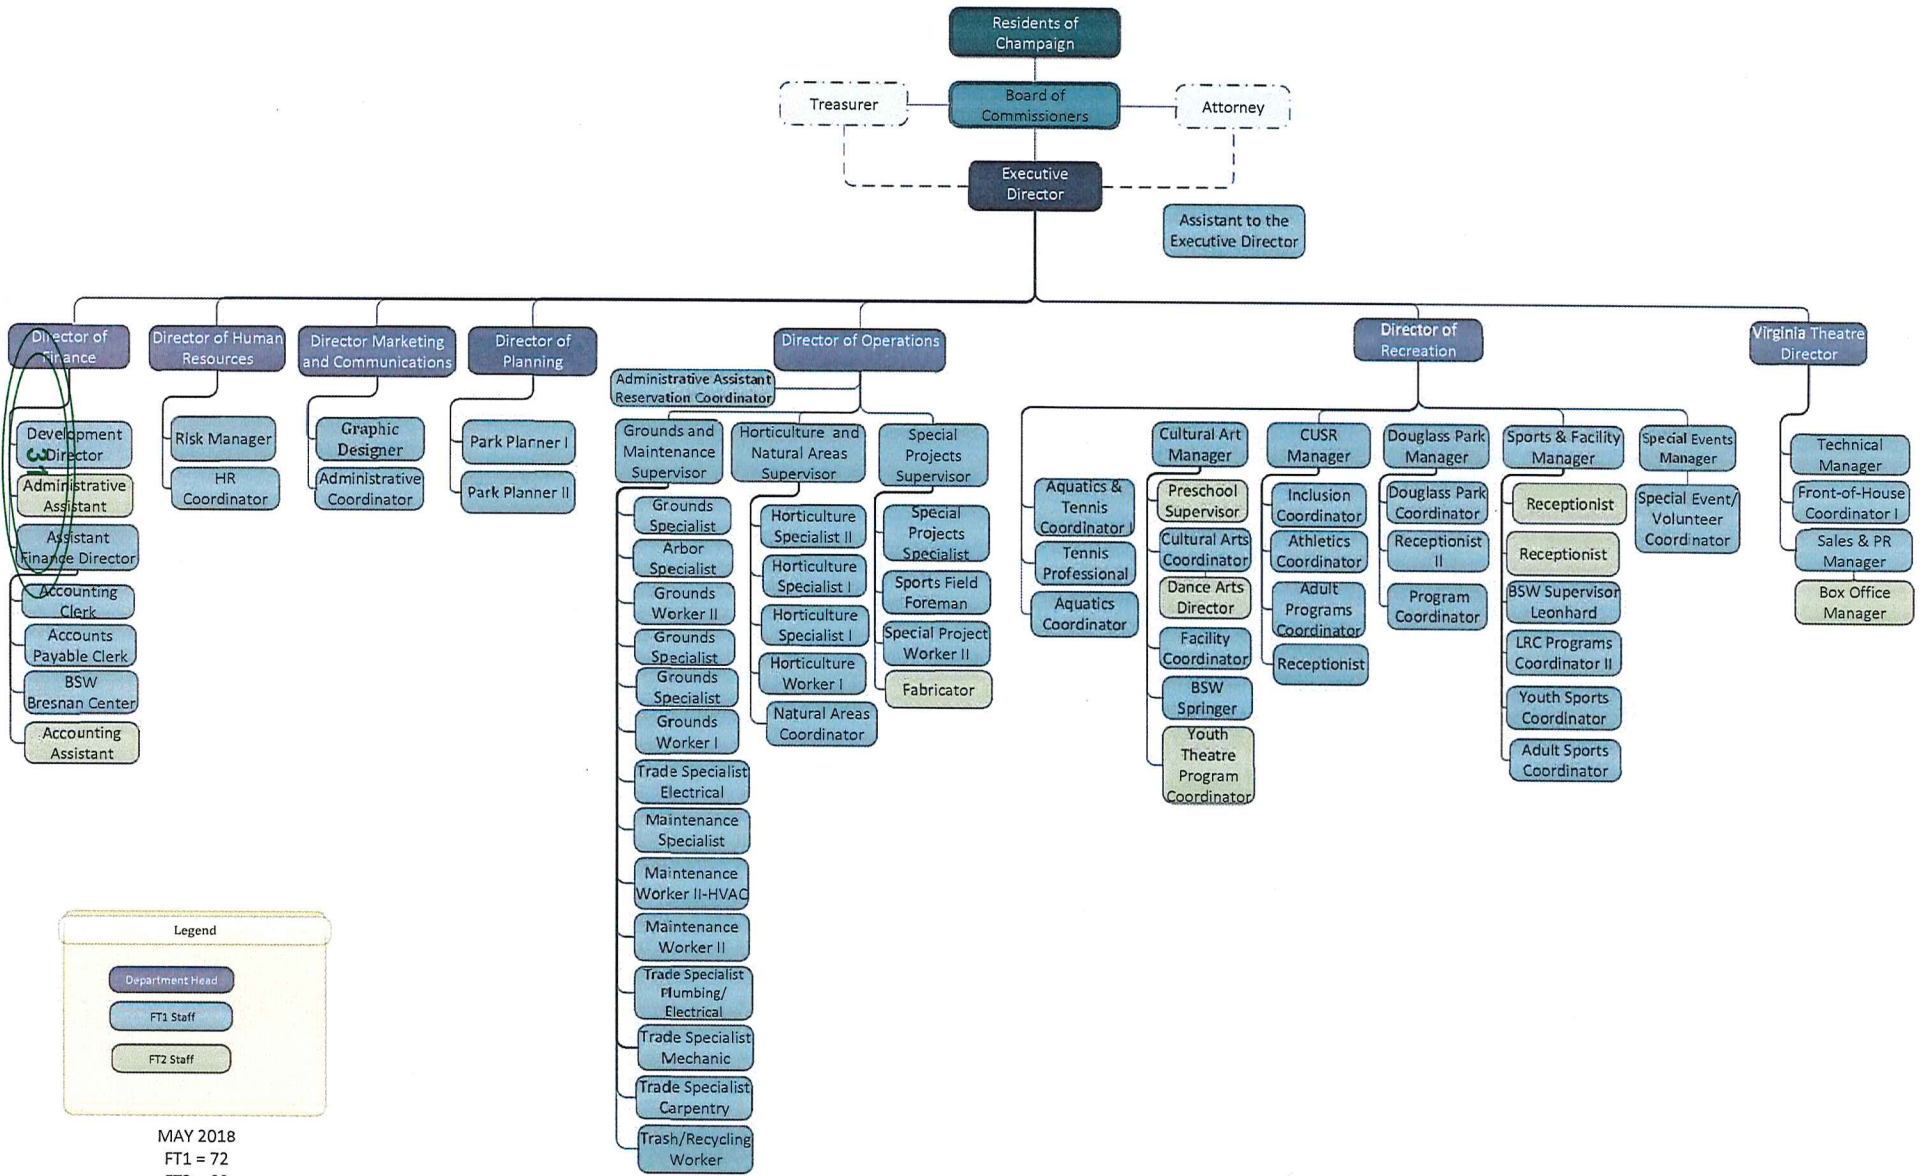 Residents of
Champaign
Treasurer
Board of
Commissioners
Attorney
Executive
Director
Assistant to the
Executive Director
Director of
Finance
31
Development
Director
Administrative
Assistant
Assistant
Finance Director
Accounting
Clerk
Accounts
Payable Clerk
BSW
Bresnan Center
Accounting
Assistant
Director of Human
Resources
Risk Manager
HR
Coordinator
Director Marketing
and Communications
Graphic
Designer
Administrative
Coordinator
Director of
Planning
Park Planner I
Park Planner II
Director of Operations
Administrative Assistant
Reservation Coordinator
Grounds and
Maintenance
Supervisor
Grounds
Specialist
Arbor
Specialist
Grounds
Worker II
Grounds
Specialist
Grounds
Specialist
Grounds
Worker I
Trade Specialist
Electrical
Maintenance
Specialist
Maintenance
Worker II-HVAC
Maintenance
Worker II
Trade Specialist
Plumbing/
Electrical
Trade Specialist
Mechanic
Trade Specialist
Carpentry
Trash/Recycling
Worker
Horticulture and
Natural Areas
Supervisor
Horticulture
Specialist II
Horticulture
Specialist I
Horticulture
Specialist I
Horticulture
Worker I
Natural Areas
Coordinator
Special
Projects
Supervisor
Special
Projects
Specialist
Sports Field
Foreman
Special Project
Worker II
Fabricator
Director of
Recreation
Aquatics &
Tennis
Coordinator I
Tennis
Professional
Aquatics
Coordinator
Cultural Art
Manager
Preschool
Supervisor
Cultural Arts
Coordinator
Dance Arts
Director
Facility
Coordinator
BSW
Springer
Youth
Theatre
Program
Coordinator
CUSR
Manager
Inclusion
Coordinator
Athletics
Coordinator
Adult
Programs
Coordinator
Receptionist
Douglass Park
Manager
Douglass Park
Coordinator
Receptionist
II
Program
Coordinator
Sports & Facility
Manager
Receptionist
Receptionist
BSW Supervisor
Leonhard
LRC Programs
Coordinator II
Youth Sports
Coordinator
Adult Sports
Coordinator
Special Events
Manager
Special Event/
Volunteer
Coordinator
Virginia Theatre
Director
Technical
Manager
Front-of-House
Coordinator I
Sales & PR
Manager
Box Office
Manager
Legend
Department Head
FT1 Staff
FT2 Staff
MAY 2018
FT1 = 72